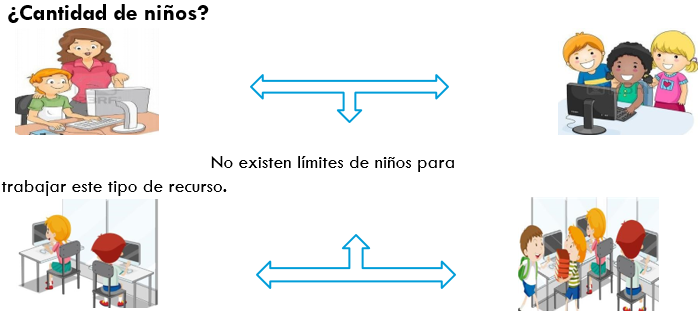 ¿Cantidad de niños?
No existen límites de niños para
trabajar este tipo de recurso.